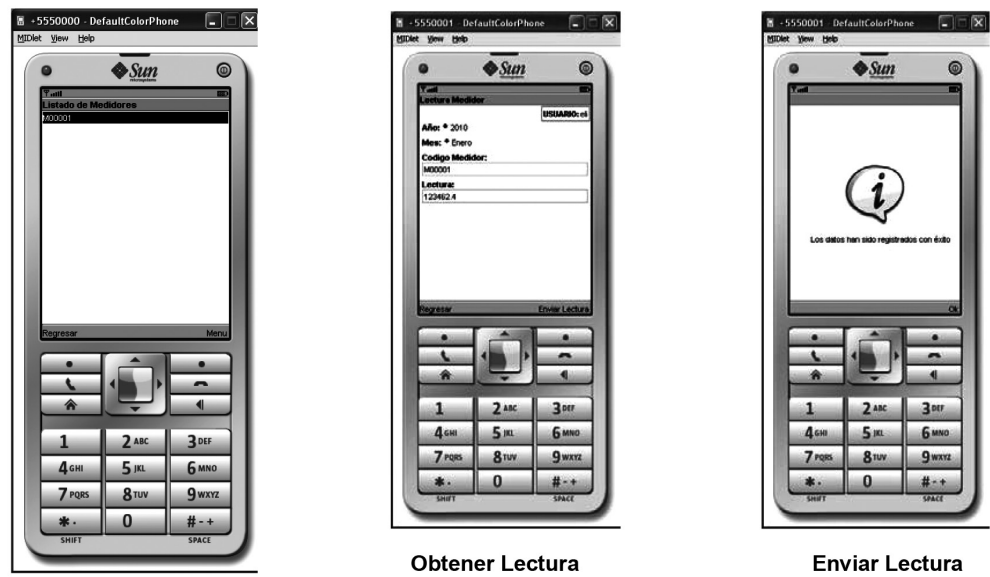 +5550000 - DefaultColorPhone
MIDlet View Help
Sun
microsystems
Listado de Medidores
M00001
Regresar Menu
1 2 ABC 3 DEF
4 GHI 5 JKL 6 MNO
7 PQRS 8 TUV 9 WXYZ
* . 0 # - +
SHIFT SPACE
+5550001 - DefaultColorPhone
MIDlet View Help
Sun
microsystems
Lectura Medidor
USUARIO: eli
Año: * 2010
Mes: * Enero
Codigo Medidor:
M00001
Lectura:
123462.4
Regresar Enviar Lectura
1 2 ABC 3 DEF
4 GHI 5 JKL 6 MNO
7 PQRS 8 TUV 9 WXYZ
* . 0 # - +
SHIFT SPACE
Obtener Lectura
+5550001 - DefaultColorPhone
MIDlet View Help
Sun
microsystems
Los datos han sido registrados con éxito
Ok
1 2 ABC 3 DEF
4 GHI 5 JKL 6 MNO
7 PQRS 8 TUV 9 WXYZ
* . 0 # - +
SHIFT SPACE
Enviar Lectura